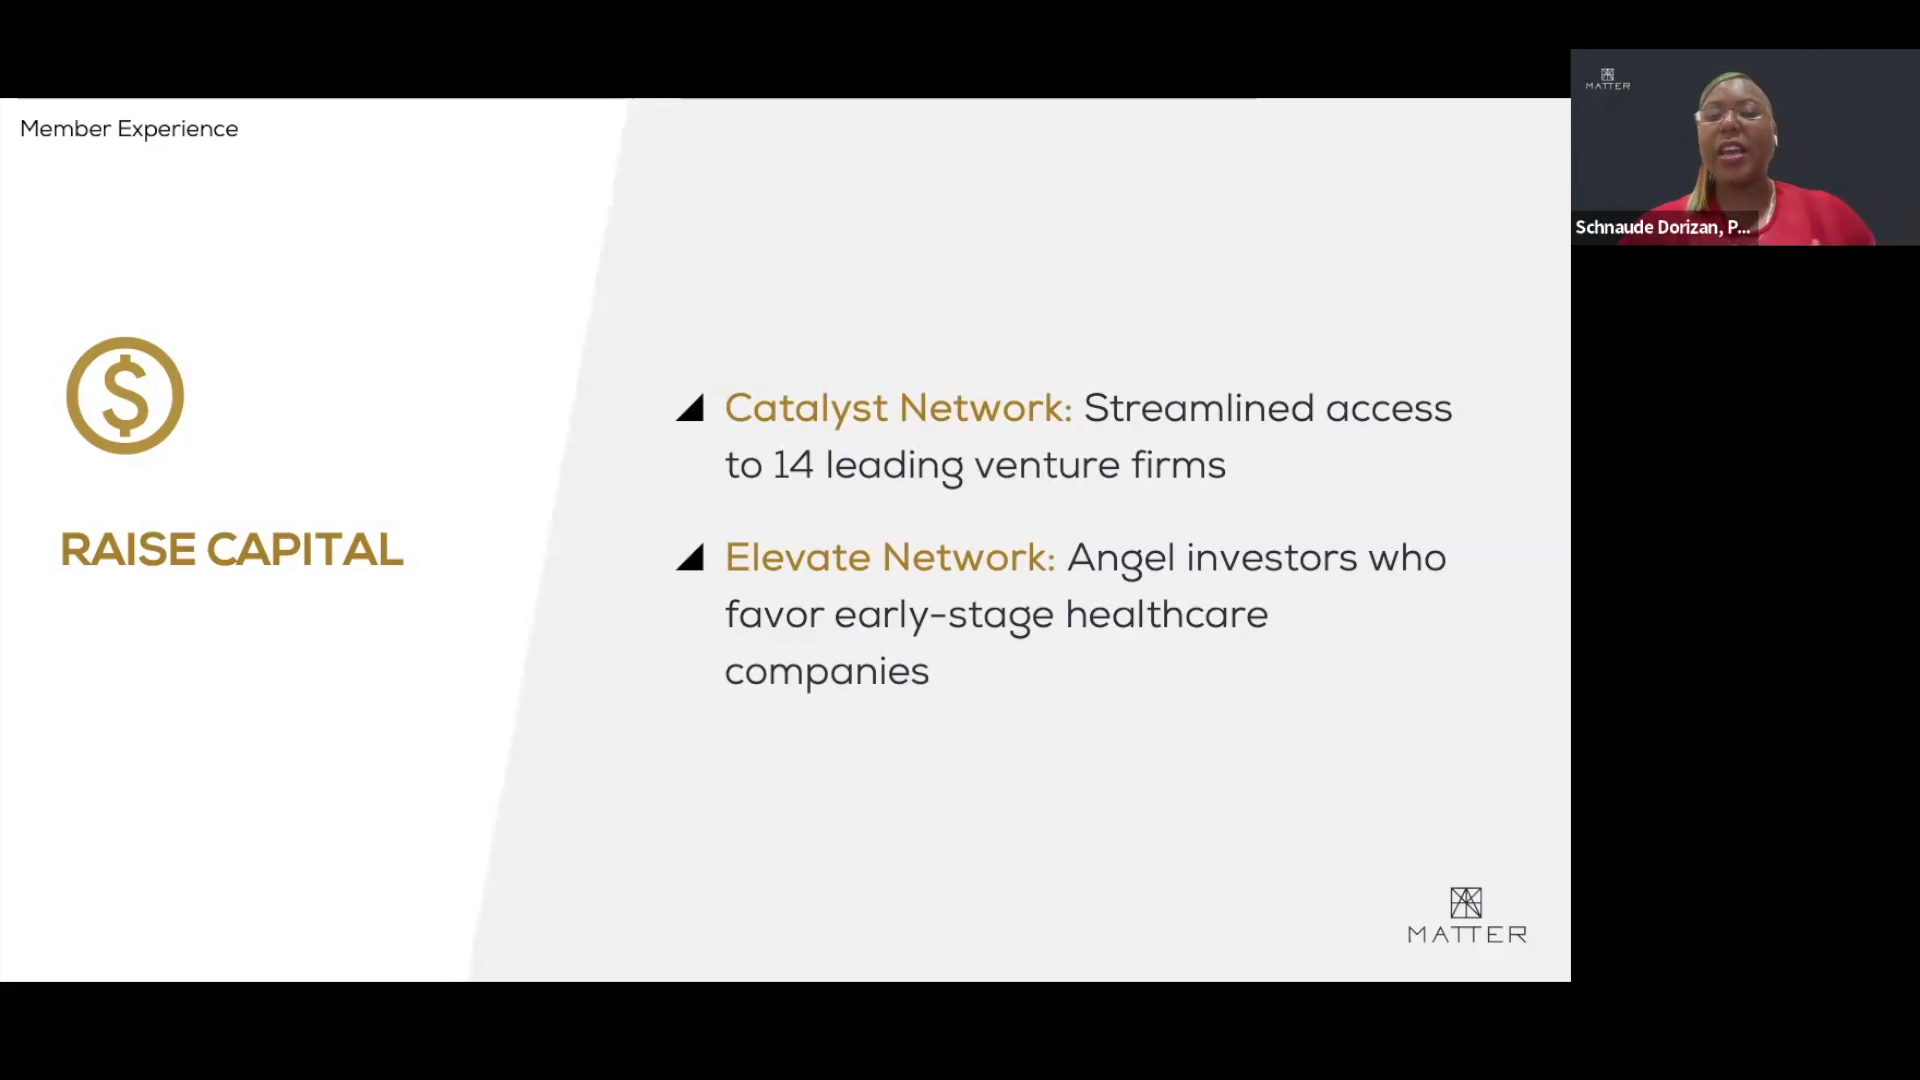 Member Experience
RAISE CAPITAL
Catalyst Network: Streamlined access
to 14 leading venture firms
Elevate Network: Angel investors who
favor early-stage healthcare
companies
MATTER
MATTER
Schnaude Dorizan, P...